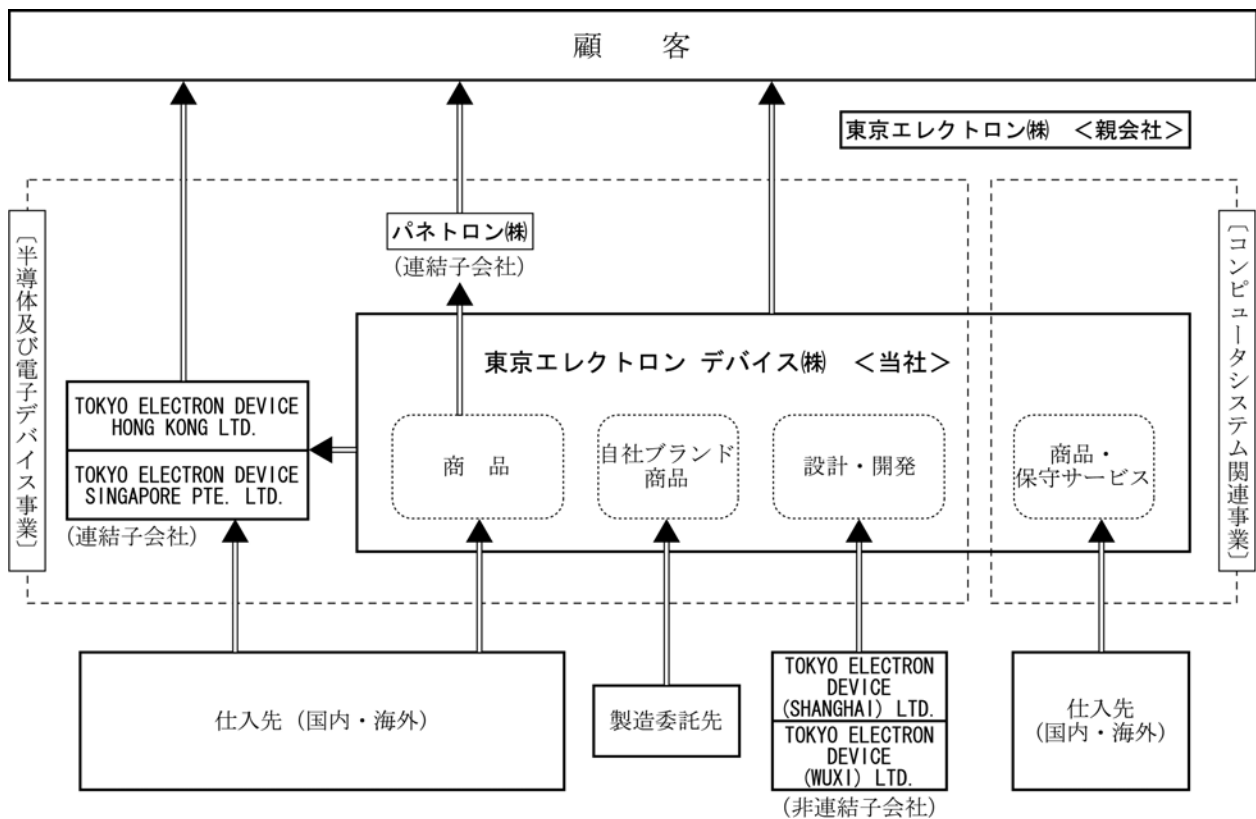 顧　　客
東京エレクトロン㈱　＜親会社＞
〔半導体及び電子デバイス事業〕
〔コンピュータシステム関連事業〕
パネトロン㈱
(連結子会社)
東京エレクトロン デバイス㈱　＜当社＞
TOKYO ELECTRON DEVICE
HONG KONG LTD.
TOKYO ELECTRON DEVICE
SINGAPORE PTE. LTD.
(連結子会社)
商　品
自社ブランド
商品
設計・開発
商品・
保守サービス
仕入先（国内・海外）
製造委託先
TOKYO ELECTRON
DEVICE
(SHANGHAI) LTD.
TOKYO ELECTRON
DEVICE
(WUXI) LTD.
(非連結子会社)
仕入先
(国内・海外)